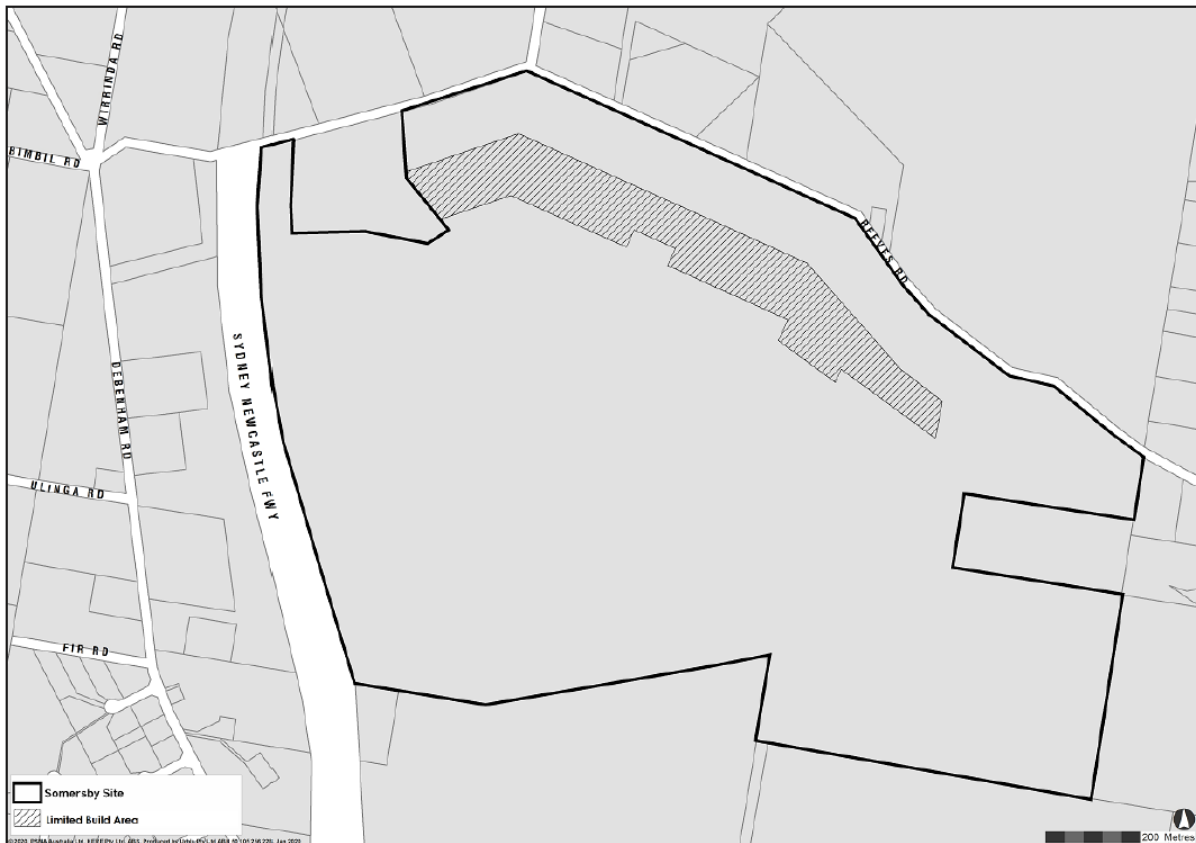 WIRRINDA RD
BIMBIL RD
REEVES RD
SYDNEY NEWCASTLE FWY
DEBENHAM RD
ULINGA RD
FIR RD
Somersby Site
Limited Build Area
200 Metres